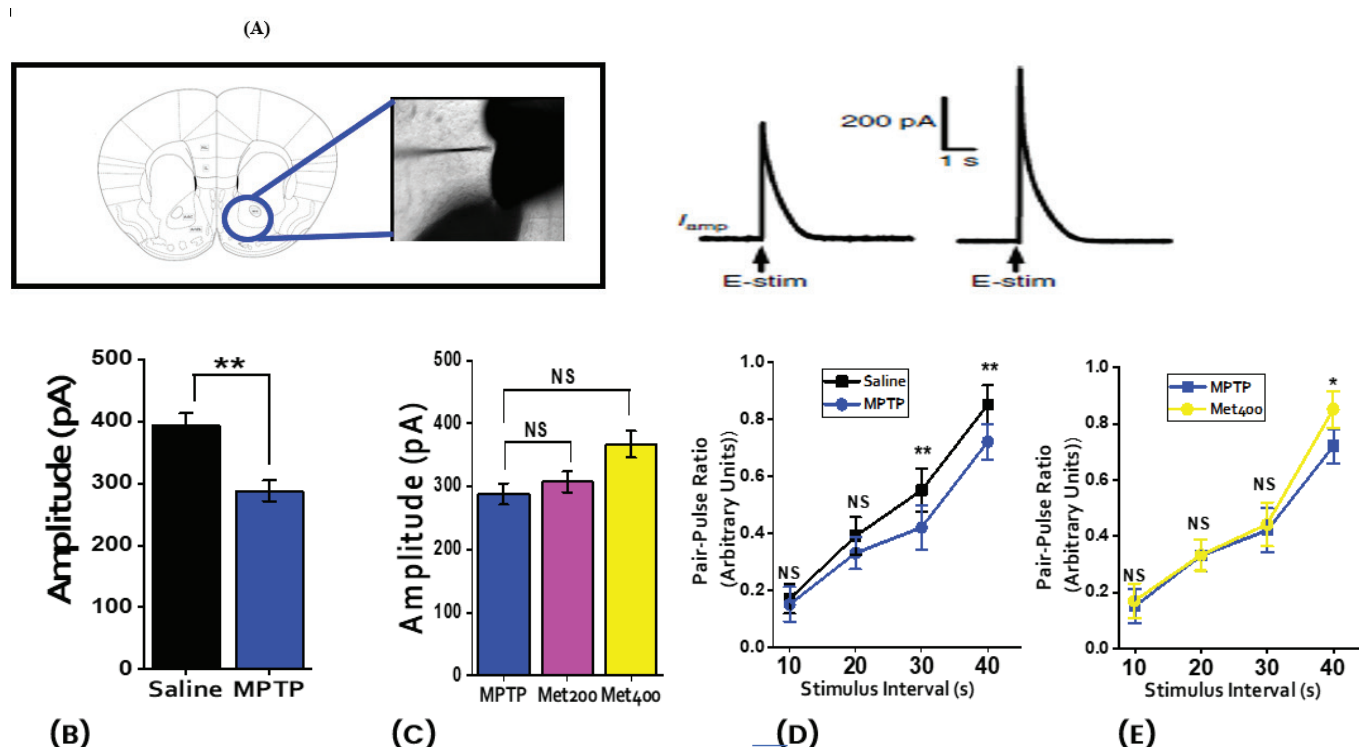 (A)
200 pA
1 s
I amp
E-stim
E-stim
500
400
300
200
100
0
Amplitude (pA)
**
Saline
MPTP
(B)
500
400
300
200
100
0
Amplitude (pA)
NS
NS
MPTP
Met200
Met400
(C)
1.0
0.8
0.6
0.4
0.2
0.0
Pair-Pulse Ratio
(Arbitrary Units))
Saline
MPTP
NS
NS
**
**
10
20
30
40
Stimulus Interval (s)
(D)
1.0
0.8
0.6
0.4
0.2
0.0
Pair-Pulse Ratio
(Arbitrary Units))
MPTP
Met400
NS
NS
NS
*
10
20
30
40
Stimulus Interval (s)
(E)